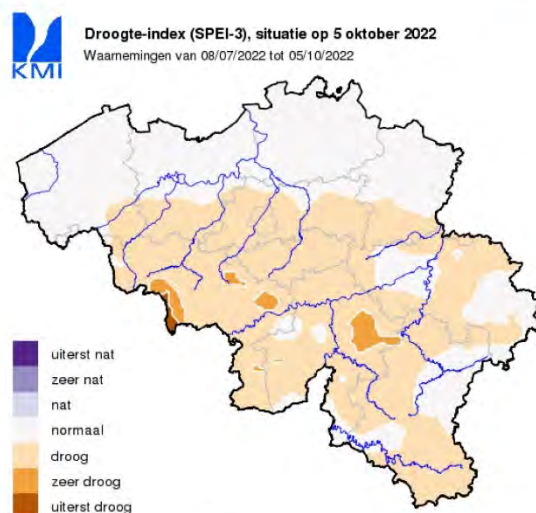 KMI
Droogte-index (SPEI-3), situatie op 5 oktober 2022
Waarnemingen van 08/07/2022 tot 05/10/2022
uiterst nat
zeer nat
nat
normaal
droog
zeer droog
uiterst droog